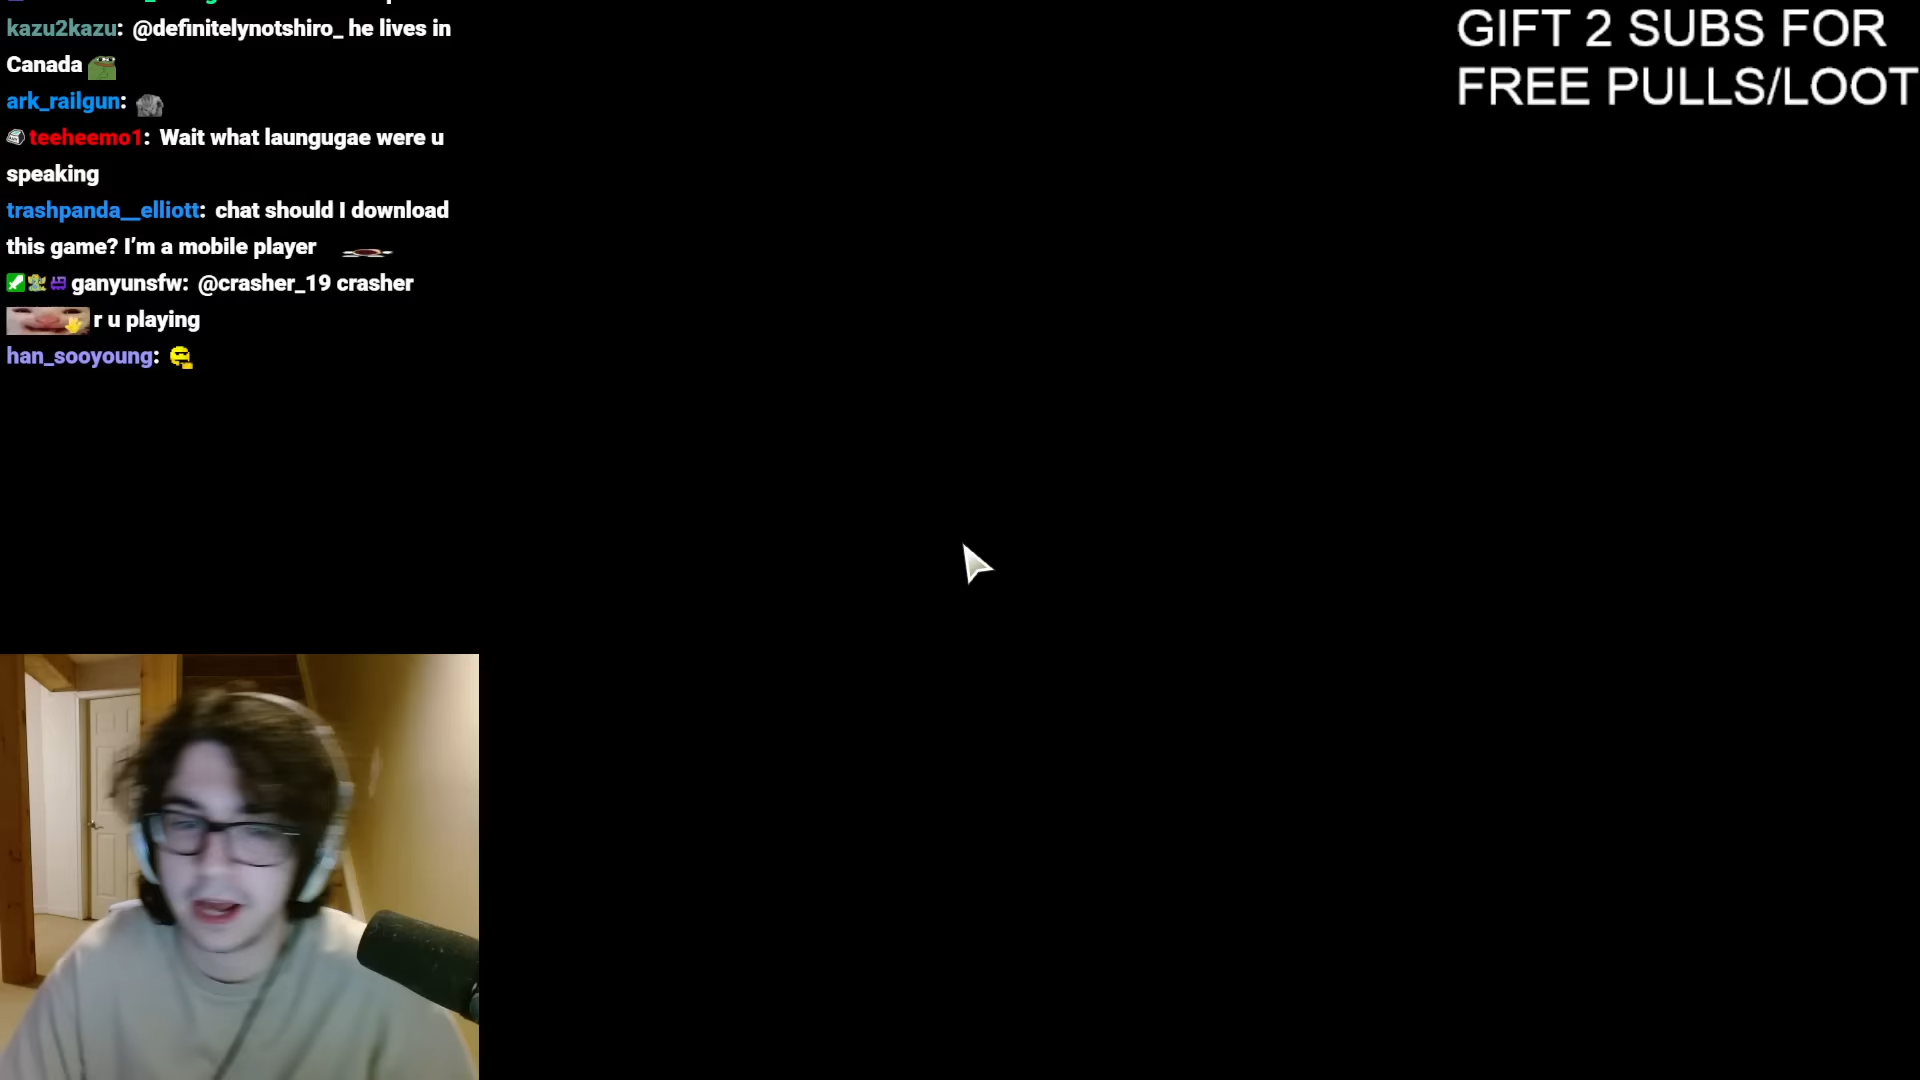 kazu2kazu: @definitelynotshiro_ he lives in
Canada
ark_railgun:
teeheemo1: Wait what laungugae were u
speaking
trashpanda__elliott: chat should I download
this game? I'm a mobile player
ganyunsfw: @crasher_19 crasher
r u playing
han_sooyoung:
GIFT 2 SUBS FOR
FREE PULLS/LOOT